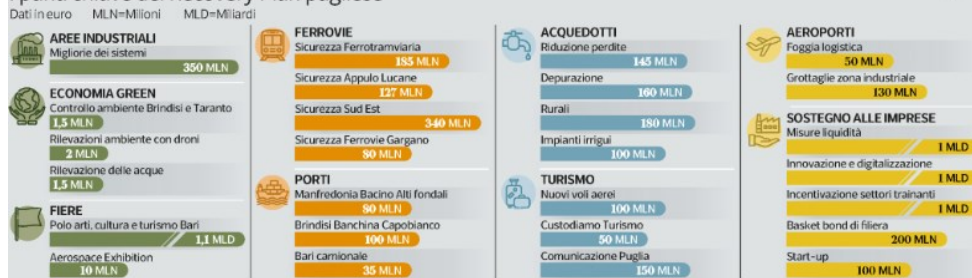 Dati in euro MLN=Milioni MLD=Miliardi
AREE INDUSTRIALI
Migliorie dei sistemi
350 MLN
ECONOMIA GREEN
Controllo ambiente Brindisi e Taranto
1,5 MLN
Rilevazioni ambiente con droni
2 MLN
Rilevazione delle acque
1,5 MLN
FIERE
Polo arti, cultura e turismo Bari
1,1 MLD
Aerospace Exhibition
10 MLN
FERROVIE
Sicurezza Ferrotramviaria
185 MLN
Sicurezza Appulo Lucane
127 MLN
Sicurezza Sud Est
340 MLN
Sicurezza Ferrovie Gargano
80 MLN
PORTI
Manfredonia Bacino Alti fondali
80 MLN
Brindisi Banchina Capobianco
100 MLN
Bari camionale
35 MLN
ACQUEDOTTI
Riduzione perdite
145 MLN
Depurazione
160 MLN
Rurali
180 MLN
Impianti irrigui
100 MLN
TURISMO
Nuovi voli aerei
100 MLN
Custodiamo Turismo
50 MLN
Comunicazione Puglia
150 MLN
AEROPORTI
Foggia logistica
50 MLN
Grottaglie zona industriale
130 MLN
SOSTEGNO ALLE IMPRESE
Misure liquidità
1 MLD
Innovazione e digitalizzazione
1 MLD
Incentivazione settori trainanti
1 MLD
Basket bond di filiera
200 MLN
Start-up
100 MLN